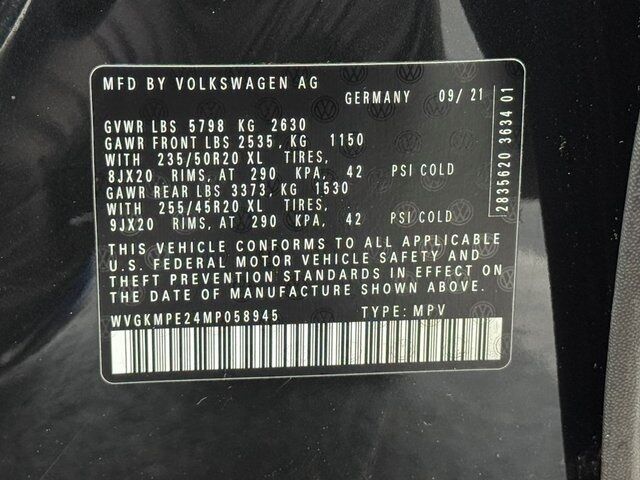 MFD BY VOLKSWAGEN AG
GERMANY 09/ 21
GVWR LBS 5798 KG 2630
GAWR FRONT LBS 2535, KG 1150
WITH 235/50R20 XL TIRES,
8JX20 RIMS, AT 290 KPA, 42 PSI COLD
GAWR REAR LBS 3373, KG 1530
WITH 255/45R20 XL TIRES,
9JX20 RIMS, AT 290 KPA, 42 PSI COLD
THIS VEHICLE CONFORMS TO ALL APPLICABLE
U.S. FEDERAL MOTOR VEHICLE SAFETY AND
THEFT PREVENTION STANDARDS IN EFFECT ON
THE DATE OF MANUFACTURE SHOWN ABOVE.
WVGKMPE24MP058945 TYPE: MPV
2835620 3634 01